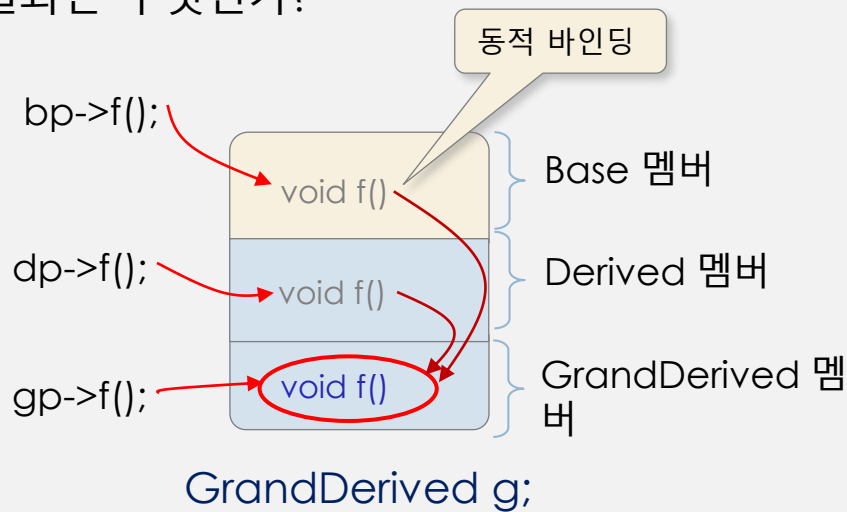 동적 바인딩
bp->f();
void f()
Base 멤버
dp->f();
void f()
Derived 멤버
gp->f();
void f()
GrandDerived 멤
버
GrandDerived g;